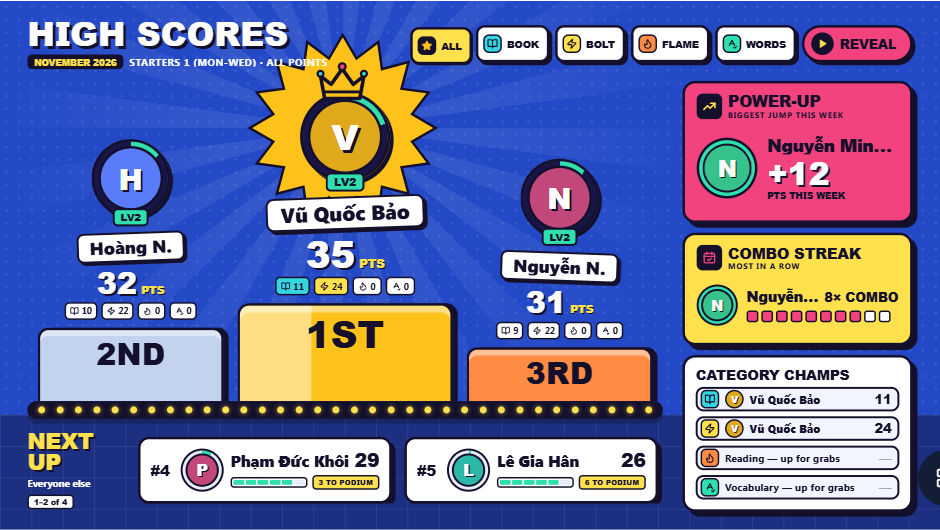 HIGH SCORES
NOVEMBER 2026 STARTERS 1 (MON-WED) · ALL POINTS
ALL
BOOK
BOLT
FLAME
WORDS
REVEAL
V
LV2
Vũ Quốc Bảo
35 PTS
11 24 0 0
1ST
H
LV2
Hoàng N.
32 PTS
10 22 0 0
2ND
N
LV2
Nguyễn N.
31 PTS
9 22 0 0
3RD
POWER-UP
BIGGEST JUMP THIS WEEK
N
Nguyễn Min...
+12
PTS THIS WEEK
COMBO STREAK
MOST IN A ROW
N
Nguyễn... 8× COMBO
CATEGORY CHAMPS
V Vũ Quốc Bảo 11
V Vũ Quốc Bảo 24
Reading — up for grabs —
Vocabulary — up for grabs —
NEXT
UP
Everyone else
1–2 of 4
#4 P Phạm Đức Khôi 29
3 TO PODIUM
#5 L Lê Gia Hân 26
6 TO PODIUM